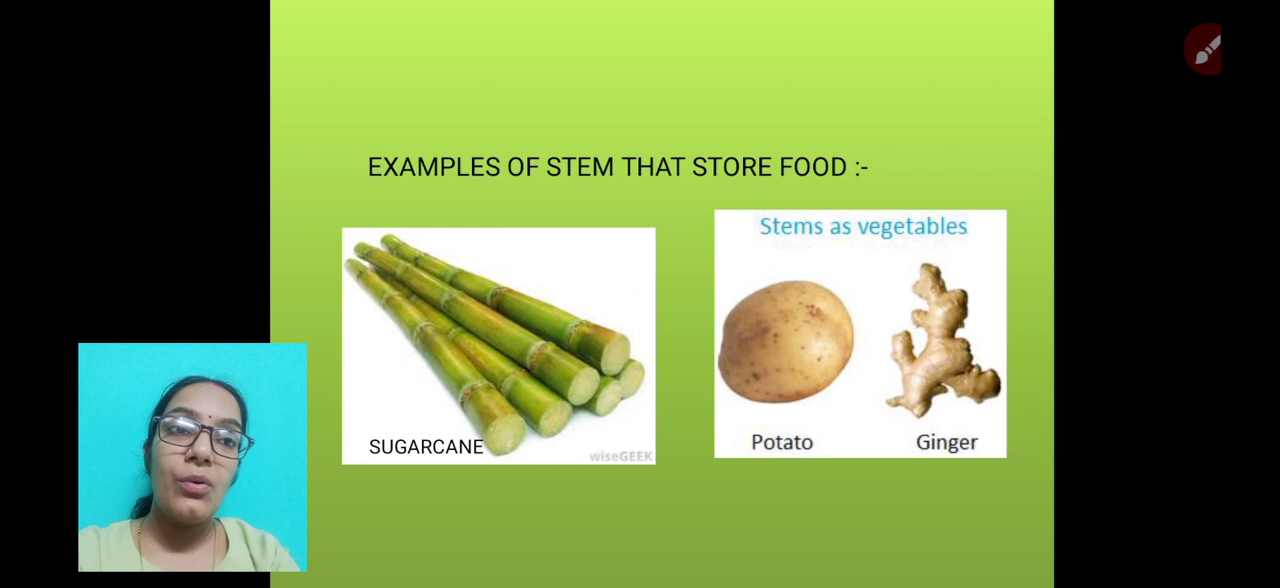 EXAMPLES OF STEM THAT STORE FOOD :-
Stems as vegetables
SUGARCANE
wiseGEEK
Potato
Ginger